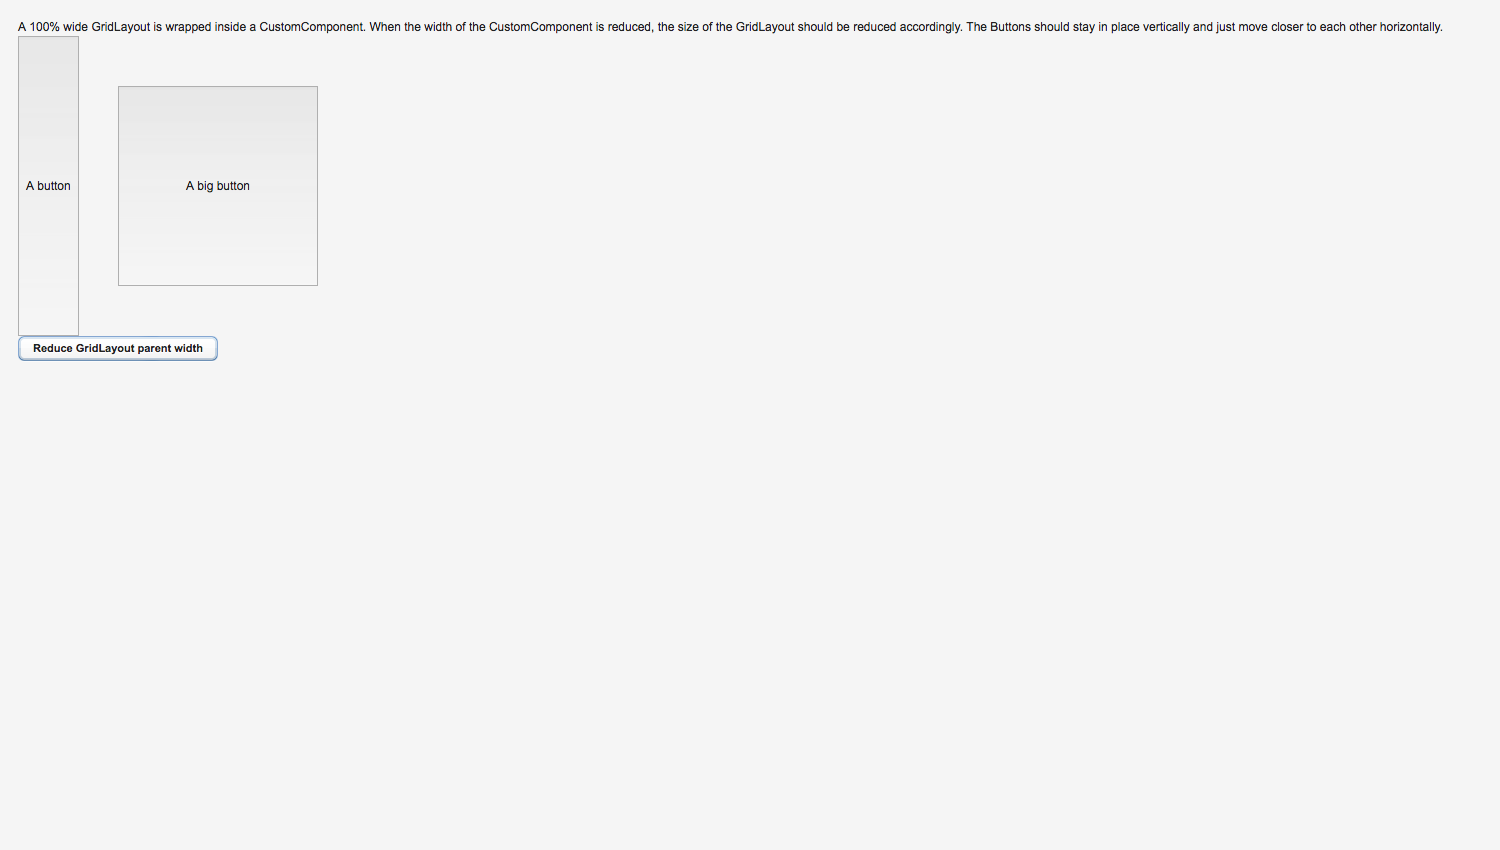 A 100% wide GridLayout is wrapped inside a CustomComponent. When the width of the CustomComponent is reduced, the size of the GridLayout should be reduced accordingly. The Buttons should stay in place vertically and just move closer to each other horizontally.
A button
A big button
Reduce GridLayout parent width